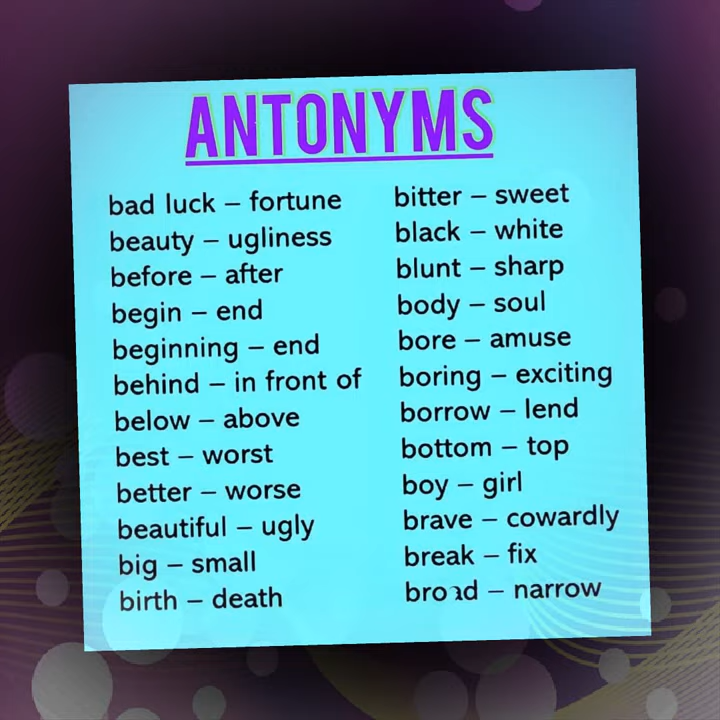 ANTONYMS
bad luck – fortune
beauty – ugliness
before – after
begin – end
beginning – end
behind – in front of
below – above
best – worst
better – worse
beautiful – ugly
big – small
birth – death
bitter – sweet
black – white
blunt – sharp
body – soul
bore – amuse
boring – exciting
borrow – lend
bottom – top
boy – girl
brave – cowardly
break – fix
broad – narrow